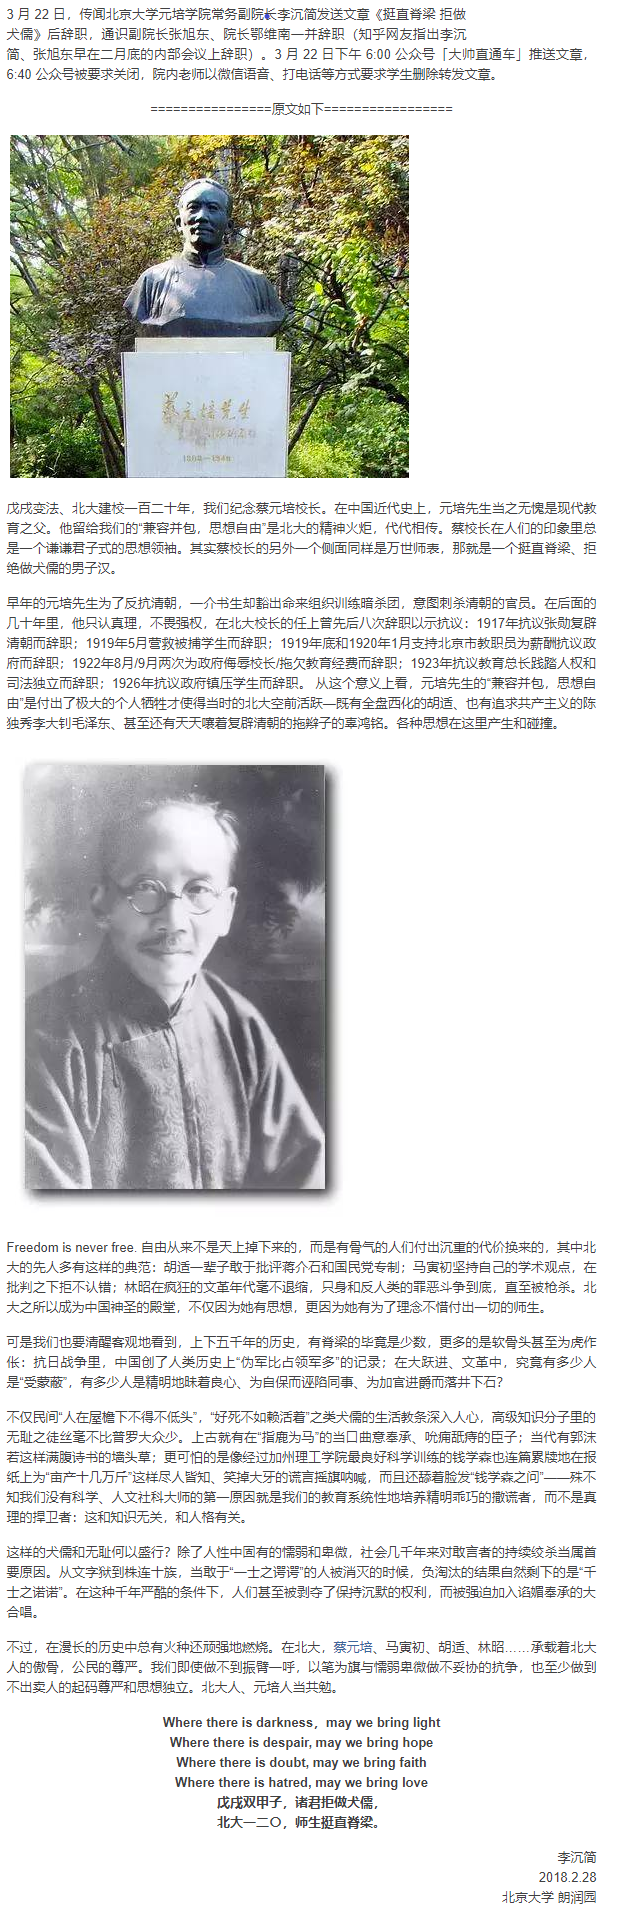 3 月 22 日，传闻北京大学元培学院常务副院长李沉简发送文章《挺直脊梁 拒做
犬儒》后辞职，通识副院长张旭东、院长鄂维南一并辞职（知乎网友指出李沉
简、张旭东早在二月底的内部会议上辞职）。3 月 22 日下午 6:00 公众号「大帅直通车」推送文章，
6:40 公众号被要求关闭，院内老师以微信语音、打电话等方式要求学生删除转发文章。
================原文如下=================
蔡元培先生
1868-1940
戊戌变法、北大建校一百二十年，我们纪念蔡元培校长。在中国近代史上，元培先生当之无愧是现代教
育之父。他留给我们的“兼容并包，思想自由”是北大的精神火炬，代代相传。蔡校长在人们的印象里总
是一个谦谦君子式的思想领袖。其实蔡校长的另外一个侧面同样是万世师表，那就是一个挺直脊梁、拒
绝做犬儒的男子汉。
早年的元培先生为了反抗清朝，一介书生却豁出命来组织训练暗杀团，意图刺杀清朝的官员。在后面的
几十年里，他只认真理，不畏强权，在北大校长的任上曾先后八次辞职以示抗议：1917年抗议张勋复辟
清朝而辞职；1919年5月营救被捕学生而辞职；1919年底和1920年1月支持北京市教职员为薪酬抗议政
府而辞职；1922年8月/9月两次为政府侮辱校长/拖欠教育经费而辞职；1923年抗议教育总长践踏人权和
司法独立而辞职；1926年抗议政府镇压学生而辞职。 从这个意义上看，元培先生的“兼容并包，思想自
由”是付出了极大的个人牺牲才使得当时的北大空前活跃—既有全盘西化的胡适、也有追求共产主义的陈
独秀李大钊毛泽东、甚至还有天天嚷着复辟清朝的拖辫子的辜鸿铭。各种思想在这里产生和碰撞。
Freedom is never free. 自由从来不是天上掉下来的，而是有骨气的人们付出沉重的代价换来的，其中北
大的先人多有这样的典范：胡适一辈子敢于批评蒋介石和国民党专制；马寅初坚持自己的学术观点，在
批判之下拒不认错；林昭在疯狂的文革年代毫不退缩，只身和反人类的罪恶斗争到底，直至被枪杀。北
大之所以成为中国神圣的殿堂，不仅因为她有思想，更因为她有为了理念不惜付出一切的师生。
可是我们也要清醒客观地看到，上下五千年的历史，有脊梁的毕竟是少数，更多的是软骨头甚至为虎作
伥：抗日战争里，中国创了人类历史上“伪军比占领军多”的记录；在大跃进、文革中，究竟有多少人
是“受蒙蔽”，有多少人是精明地昧着良心、为自保而诬陷同事、为加官进爵而落井下石？
不仅民间“人在屋檐下不得不低头”，“好死不如赖活着”之类犬儒的生活教条深入人心，高级知识分子里的
无耻之徒丝毫不比普罗大众少。上古就有在“指鹿为马”的当口曲意奉承、吮痈舐痔的臣子；当代有郭沫
若这样满腹诗书的墙头草；更可怕的是像经过加州理工学院最良好科学训练的钱学森也连篇累牍地在报
纸上为“亩产十几万斤”这样尽人皆知、笑掉大牙的谎言摇旗呐喊，而且还舔着脸发“钱学森之问”——殊不
知我们没有科学、人文社科大师的第一原因就是我们的教育系统性地培养精明乖巧的撒谎者，而不是真
理的捍卫者：这和知识无关，和人格有关。
这样的犬儒和无耻何以盛行？除了人性中固有的懦弱和卑微，社会几千年来对敢言者的持续绞杀当属首
要原因。从文字狱到株连十族，当敢于“一士之谔谔”的人被消灭的时候，负淘汰的结果自然剩下的是“千
士之诺诺”。在这种千年严酷的条件下，人们甚至被剥夺了保持沉默的权利，而被强迫加入谄媚奉承的大
合唱。
不过，在漫长的历史中总有火种还顽强地燃烧。在北大，蔡元培、马寅初、胡适、林昭……承载着北大
人的傲骨，公民的尊严。我们即使做不到振臂一呼，以笔为旗与懦弱卑微做不妥协的抗争，也至少做到
不出卖人的起码尊严和思想独立。北大人、元培人当共勉。
Where there is darkness，may we bring light
Where there is despair, may we bring hope
Where there is doubt, may we bring faith
Where there is hatred, may we bring love
戊戌双甲子，诸君拒做犬儒，
北大一二〇，师生挺直脊梁。
李沉简
2018.2.28
北京大学 朗润园